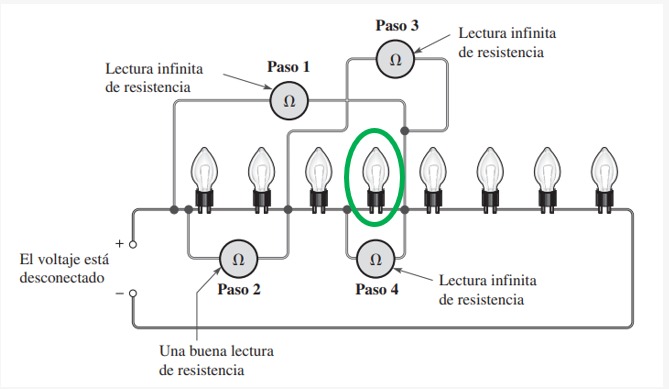 Paso 3
Lectura infinita
de resistencia
Ω
Lectura infinita
de resistencia
Paso 1
Ω
El voltaje está
desconectado
+
–
Ω
Paso 2
Ω
Paso 4
Lectura infinita
de resistencia
Una buena lectura
de resistencia